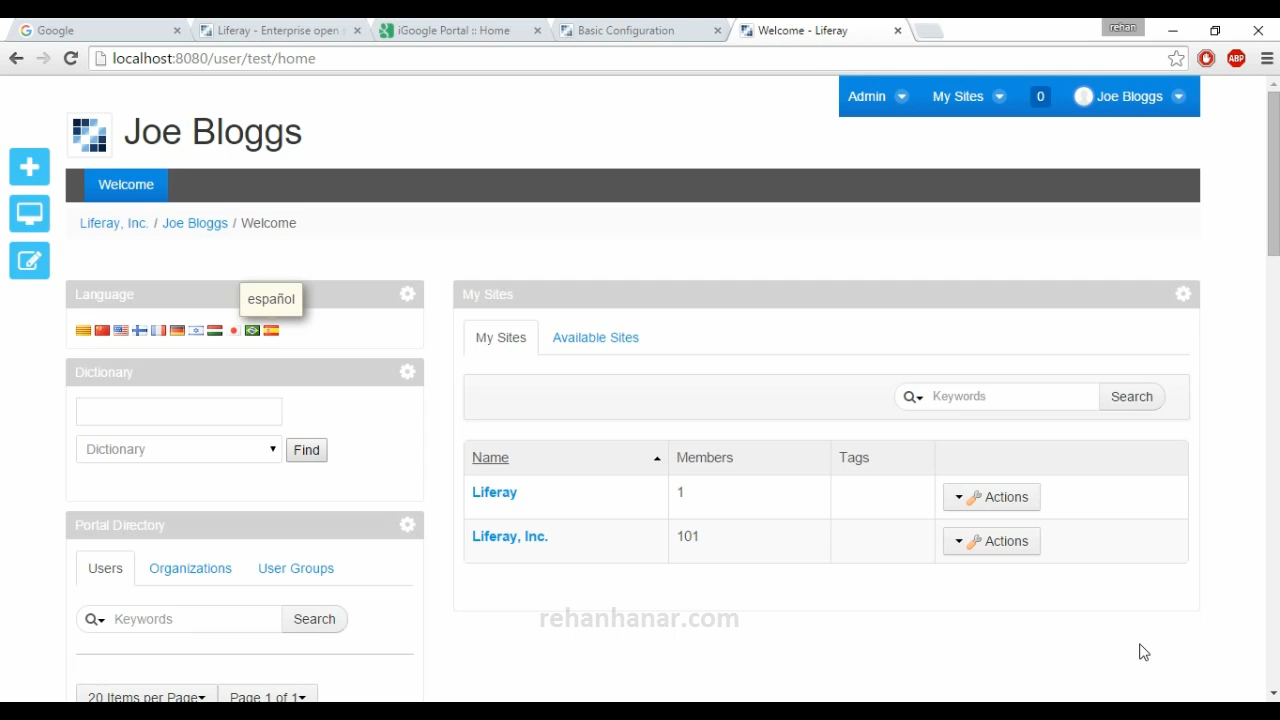 Google
Liferay - Enterprise open
iGoogle Portal :: Home
Basic Configuration
Welcome - Liferay
rehan
localhost:8080/user/test/home
ABP
Admin
My Sites
0
Joe Bloggs
Joe Bloggs
Welcome
Liferay, Inc. / Joe Bloggs / Welcome
Language
español
Dictionary
Dictionary
Find
Portal Directory
Users
Organizations
User Groups
Keywords
Search
20 Items per Page
Page 1 of 1
My Sites
My Sites
Available Sites
Keywords
Search
Name
Members
Tags
Liferay
1
Actions
Liferay, Inc.
101
Actions
rehanhanar.com